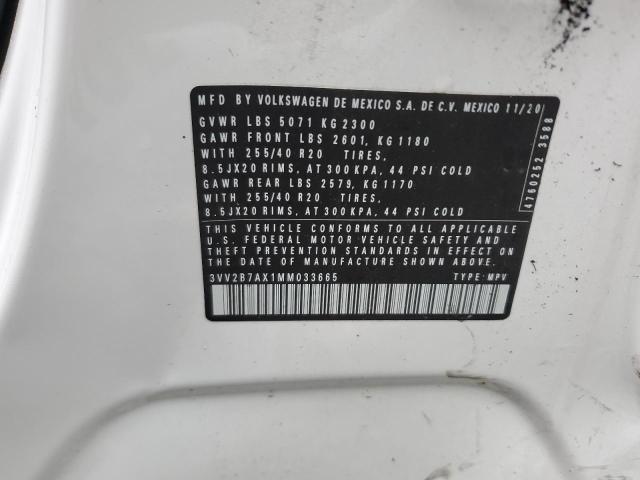 MFD BY VOLKSWAGEN DE MEXICO S.A. DE C.V. MEXICO 11/20
GVWR LBS 5071 KG 2300
GAWR FRONT LBS 2601, KG 1180
WITH 255/40 R20 TIRES,
8.5JX20 RIMS, AT 300 KPA, 44 PSI COLD
GAWR REAR LBS 2579, KG 1170
WITH 255/40 R20 TIRES,
8.5JX20 RIMS, AT 300 KPA, 44 PSI COLD
THIS VEHICLE CONFORMS TO ALL APPLICABLE
U.S. FEDERAL MOTOR VEHICLE SAFETY AND
THEFT PREVENTION STANDARDS IN EFFECT ON
THE DATE OF MANUFACTURE SHOWN ABOVE.
3VV2B7AX1MM033665 TYPE: MPV
4760252 3588